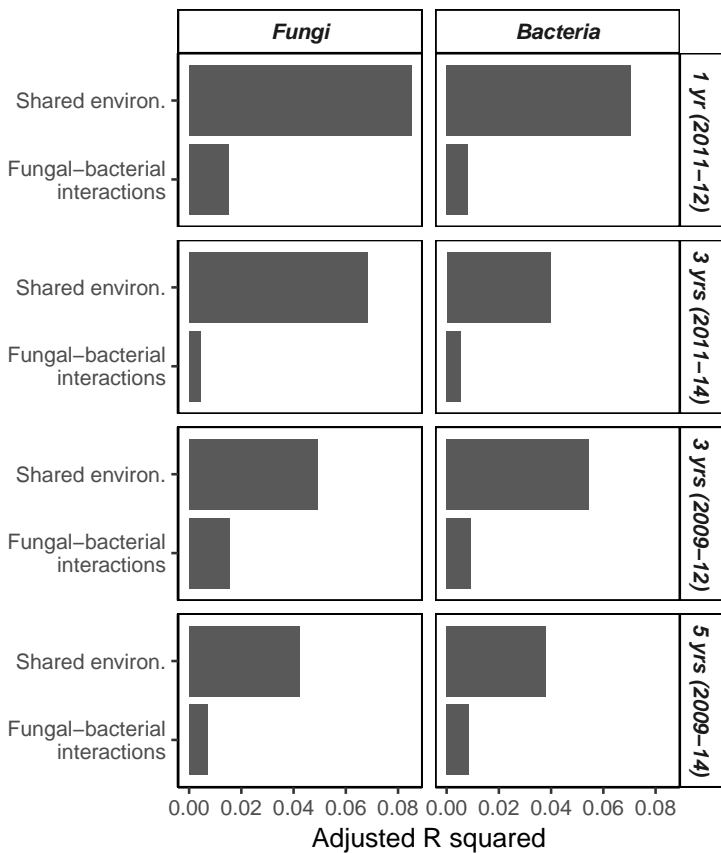 Fungi
Bacteria
Shared environ.
Fungal–bacterial
interactions
1 yr (2011–12)
Shared environ.
Fungal–bacterial
interactions
3 yrs (2011–14)
Shared environ.
Fungal–bacterial
interactions
3 yrs (2009–12)
Shared environ.
Fungal–bacterial
interactions
5 yrs (2009–14)
0.00 0.02 0.04 0.06 0.08
0.00 0.02 0.04 0.06 0.08
Adjusted R squared